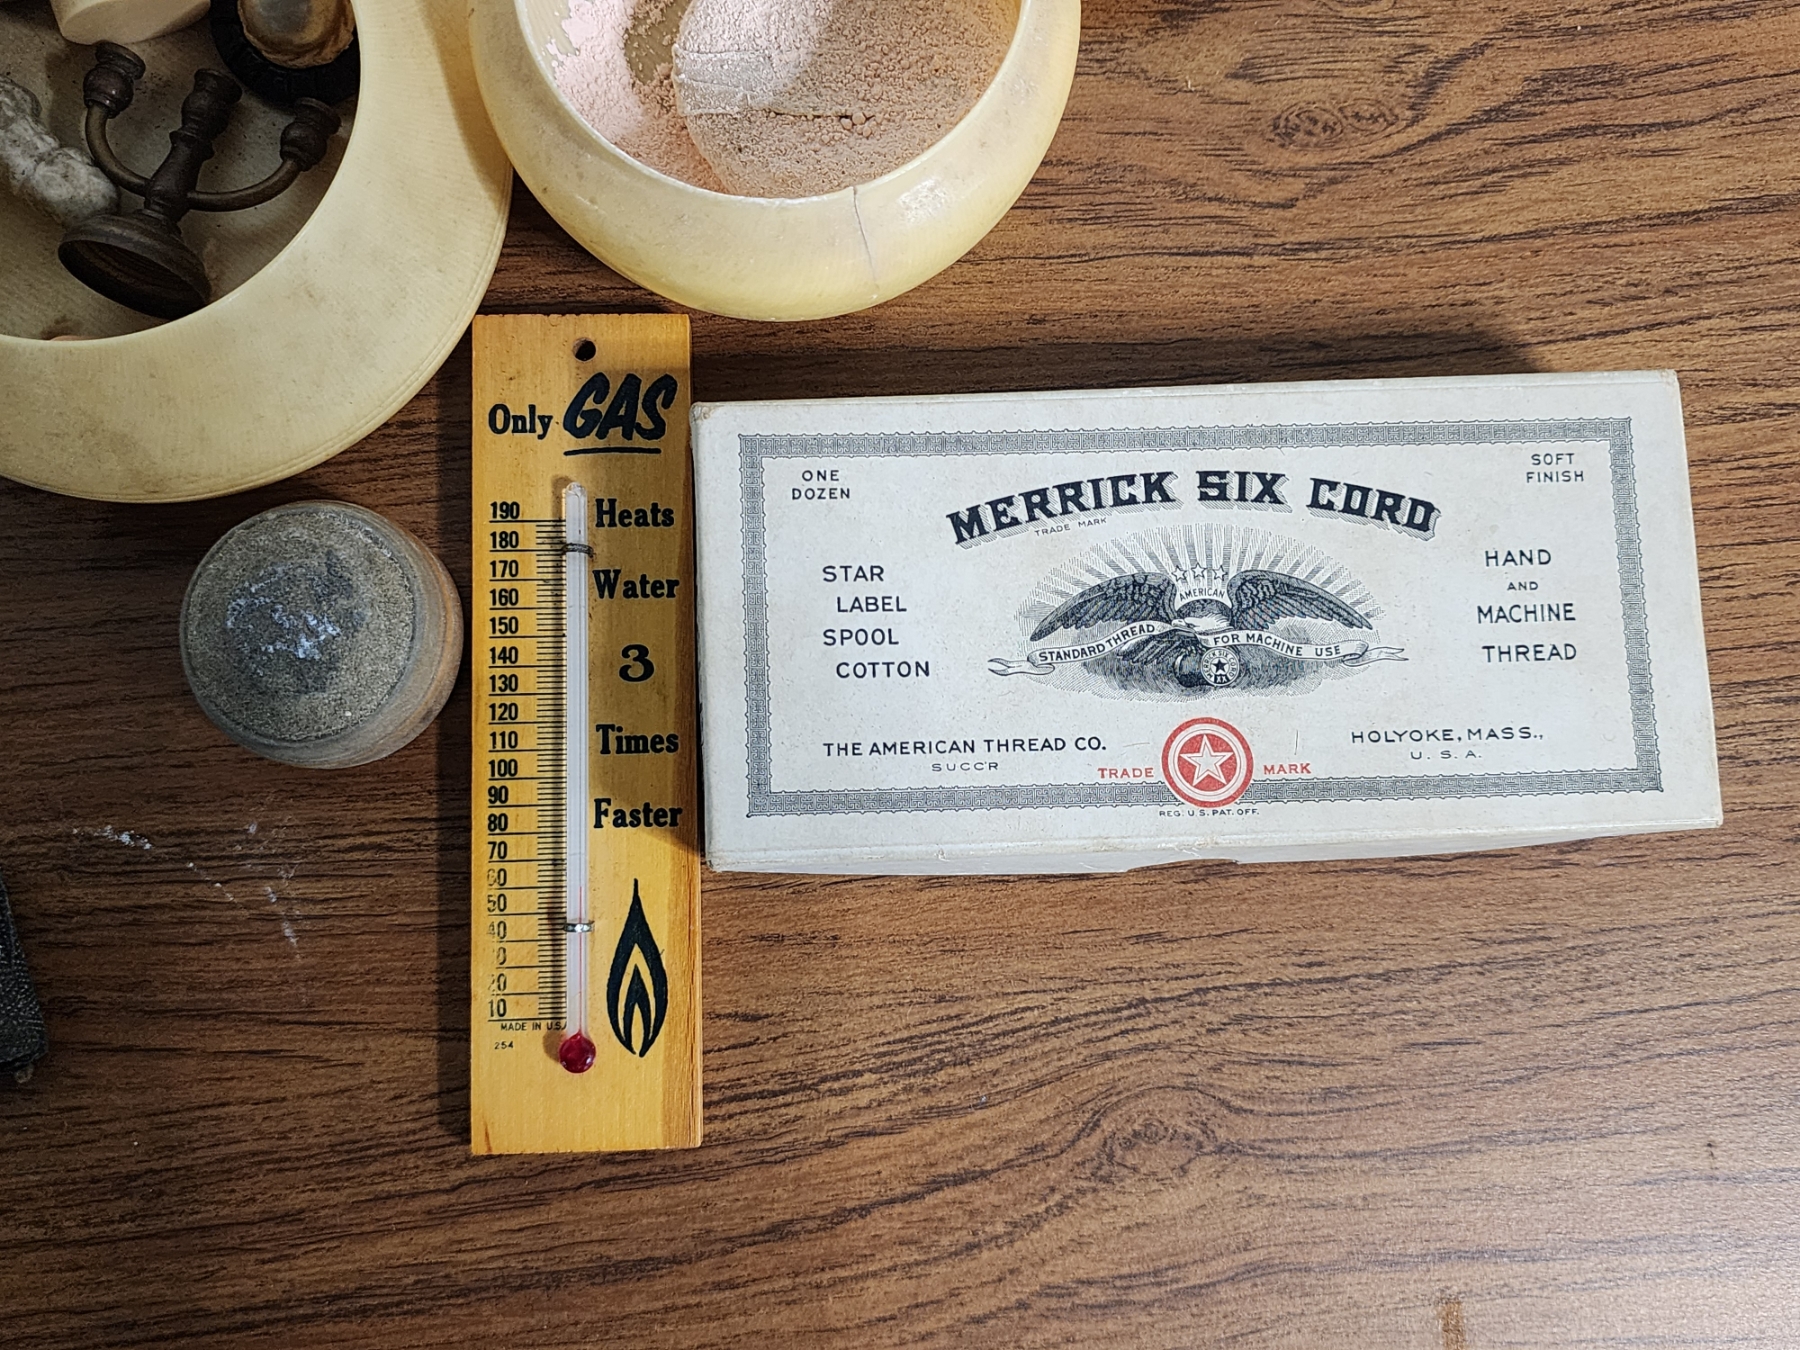 Only GAS
Heats
Water
3
Times
Faster
190
180
170
160
150
140
130
120
110
100
90
80
70
60
50
40
20
10
MADE IN U.S.A
254
ONE
DOZEN
SOFT
FINISH
MERRICK SIX CORD
TRADE MARK
STAR
LABEL
SPOOL
COTTON
AMERICAN
STANDARD THREAD FOR MACHINE USE
HAND
AND
MACHINE
THREAD
THE AMERICAN THREAD CO.
SUCC'R
HOLYOKE, MASS.,
U. S. A.
TRADE MARK
REG. U.S. PAT. OFF.